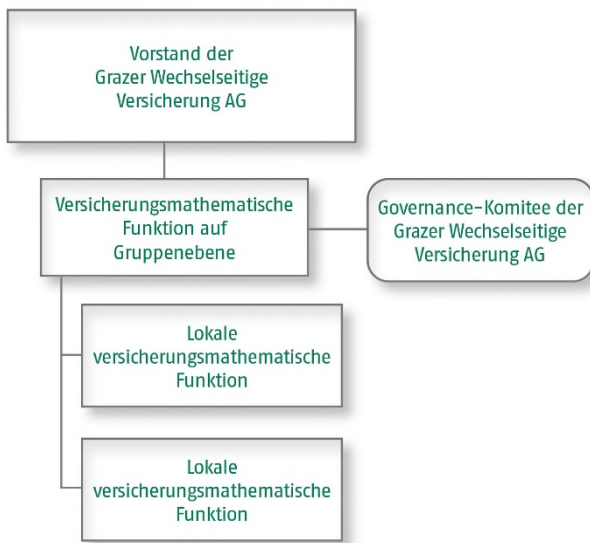 Vorstand der
Grazer Wechselseitige
Versicherung AG
Versicherungsmathematische
Funktion auf
Gruppenebene
Governance-Komitee der
Grazer Wechselseitige
Versicherung AG
Lokale
versicherungsmathematische
Funktion
Lokale
versicherungsmathematische
Funktion